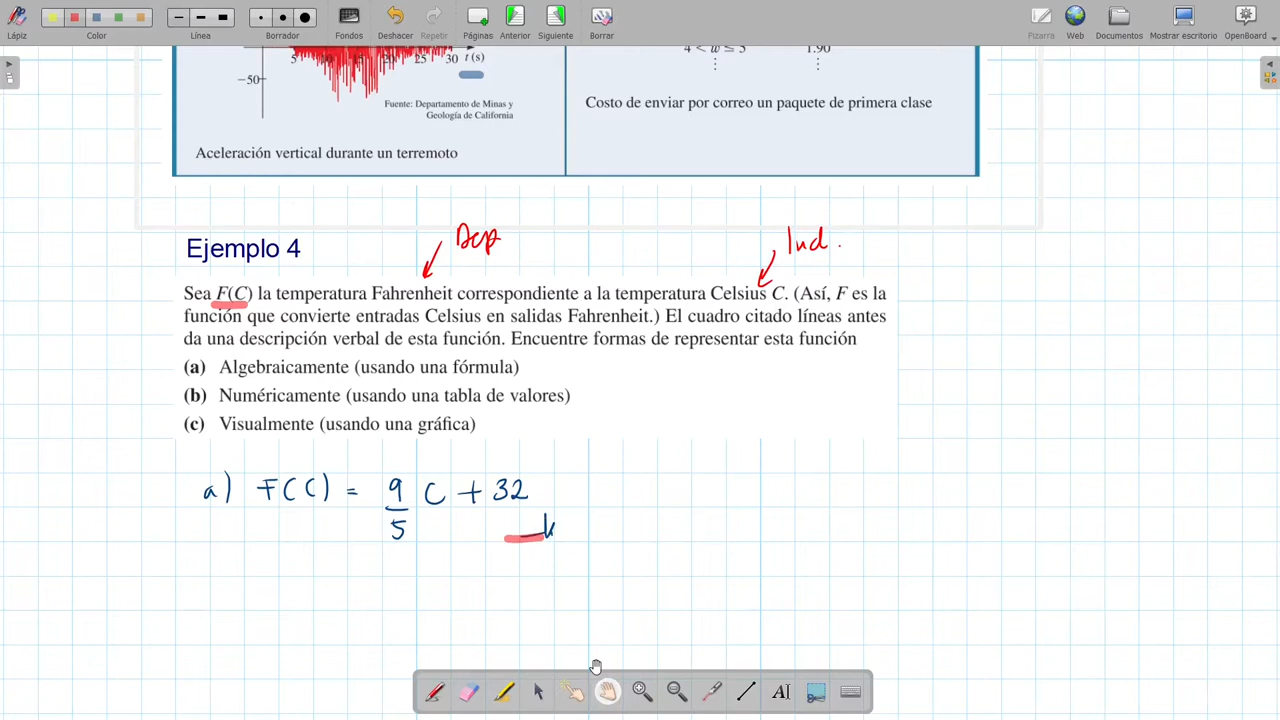 Lápiz
Color
Línea
Borrador
Fondos
Deshacer
Repetir
Páginas
Anterior
Siguiente
Borrar
Pizarra
Web
Documentos
Mostrar escritorio
OpenBoard
5 10 15 20 25 30 t (s)
−50
Fuente: Departamento de Minas y
Geología de California
Aceleración vertical durante un terremoto
4 < w ≤ 5 1.90
⋮ ⋮
Costo de enviar por correo un paquete de primera clase
Dep
Ind.
Ejemplo 4
Sea F(C) la temperatura Fahrenheit correspondiente a la temperatura Celsius C. (Así, F es la
función que convierte entradas Celsius en salidas Fahrenheit.) El cuadro citado líneas antes
da una descripción verbal de esta función. Encuentre formas de representar esta función
(a) Algebraicamente (usando una fórmula)
(b) Numéricamente (usando una tabla de valores)
(c) Visualmente (usando una gráfica)
a) F(C) = 9/5 C + 32